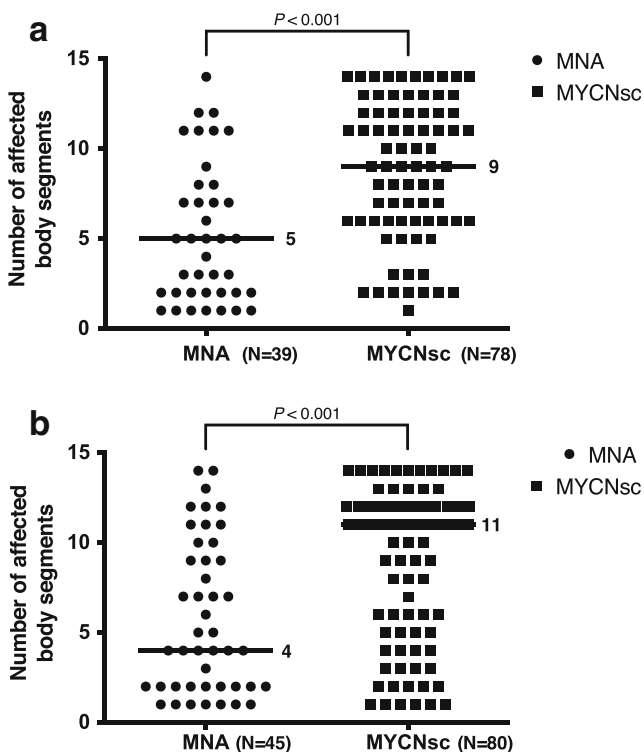 a
P < 0.001
MNA
MYCNsc
Number of affected
body segments
15
10
5
0
5
9
MNA (N=39)
MYCNsc (N=78)
b
P < 0.001
MNA
MYCNsc
Number of affected
body segments
15
10
5
0
4
11
MNA (N=45)
MYCNsc (N=80)